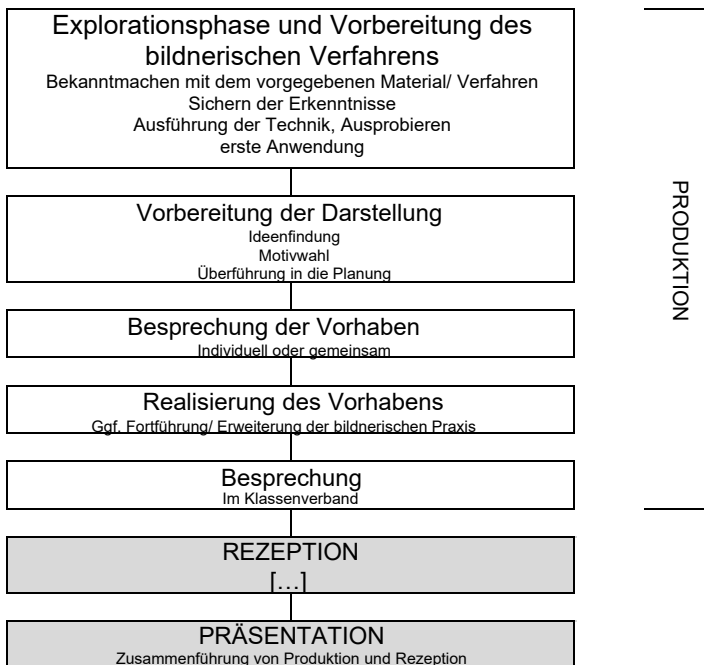 Explorationsphase und Vorbereitung des
bildnerischen Verfahrens
Bekanntmachen mit dem vorgegebenen Material/ Verfahren
Sichern der Erkenntnisse
Ausführung der Technik, Ausprobieren
erste Anwendung
Vorbereitung der Darstellung
Ideenfindung
Motivwahl
Überführung in die Planung
Besprechung der Vorhaben
Individuell oder gemeinsam
Realisierung des Vorhabens
Ggf. Fortführung/ Erweiterung der bildnerischen Praxis
Besprechung
Im Klassenverband
REZEPTION
[…]
PRÄSENTATION
Zusammenführung von Produktion und Rezeption
PRODUKTION